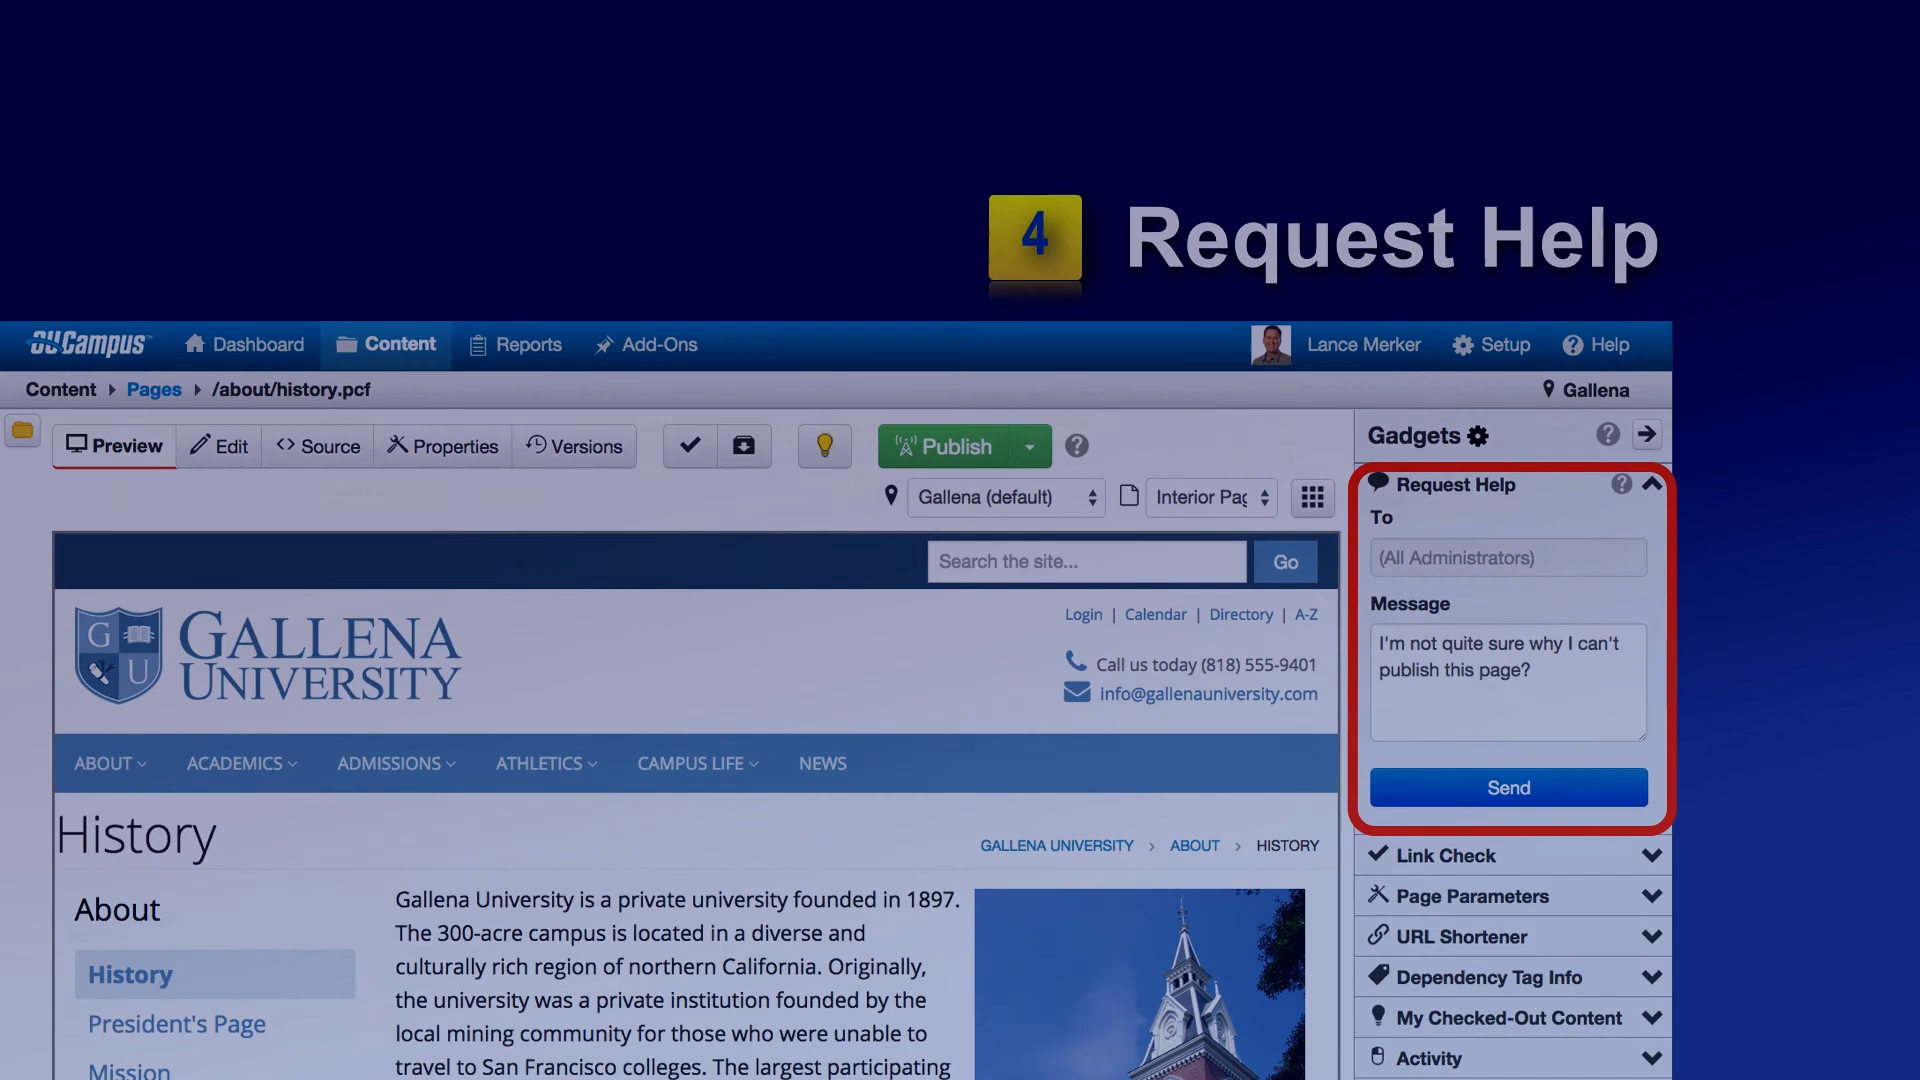 4 Request Help
OUCampus Dashboard Content Reports Add-Ons Lance Merker Setup Help
Content Pages /about/history.pcf Gallena
Preview Edit Source Properties Versions Publish
Gallena (default) Interior Pag
Gadgets
Request Help
To
(All Administrators)
Message
I'm not quite sure why I can't
publish this page?
Send
Link Check
Page Parameters
URL Shortener
Dependency Tag Info
My Checked-Out Content
Activity
Search the site... Go
G U
GALLENA
UNIVERSITY
Login | Calendar | Directory | A-Z
Call us today (818) 555-9401
info@gallenauniversity.com
ABOUT ACADEMICS ADMISSIONS ATHLETICS CAMPUS LIFE NEWS
History
GALLENA UNIVERSITY > ABOUT > HISTORY
About
History
President's Page
Mission
Gallena University is a private university founded in 1897.
The 300-acre campus is located in a diverse and
culturally rich region of northern California. Originally,
the university was a private institution founded by the
local mining community for those who were unable to
travel to San Francisco colleges. The largest participating